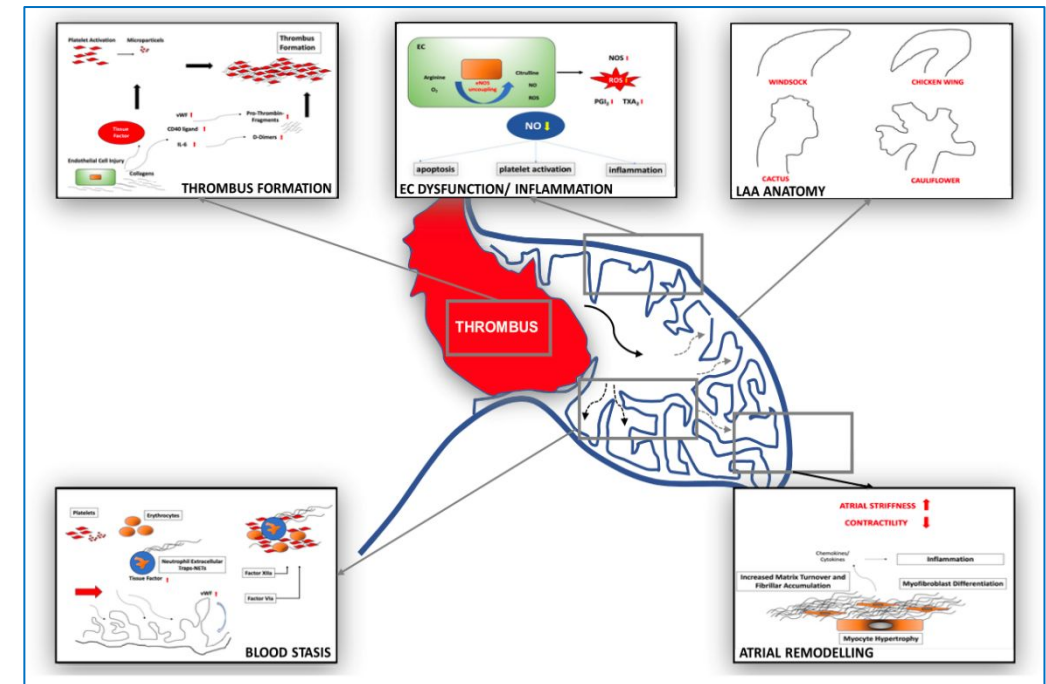 Platelet Activation
Microparticels
Thrombus
Formation
Tissue
Factor
vWF
CD40 ligand
IL-6
Pro-Thrombin-
Fragments
D-Dimers
Endothelial Cell Injury
Collagens
THROMBUS FORMATION
EC
Arginine
O₂
eNOS
uncoupling
Citrulline
NO
ROS
NOS
ROS
PGI₂
TXA₂
NO
apoptosis
platelet activation
inflammation
EC DYSFUNCTION/ INFLAMMATION
WINDSOCK
CHICKEN WING
CACTUS
CAULIFLOWER
LAA ANATOMY
THROMBUS
Platelets
Erythrocytes
Neutrophil Extracellular
Traps-NETs
Tissue Factor
vWF
Factor XIIa
Factor VIa
BLOOD STASIS
ATRIAL STRIFFNESS
CONTRACTILITY
Chemokines/
Cytokines
Inflammation
Increased Matrix Turnover and
Fibrillar Accumulation
Myofibroblast Differentiation
Myocyte Hypertrophy
ATRIAL REMODELLING